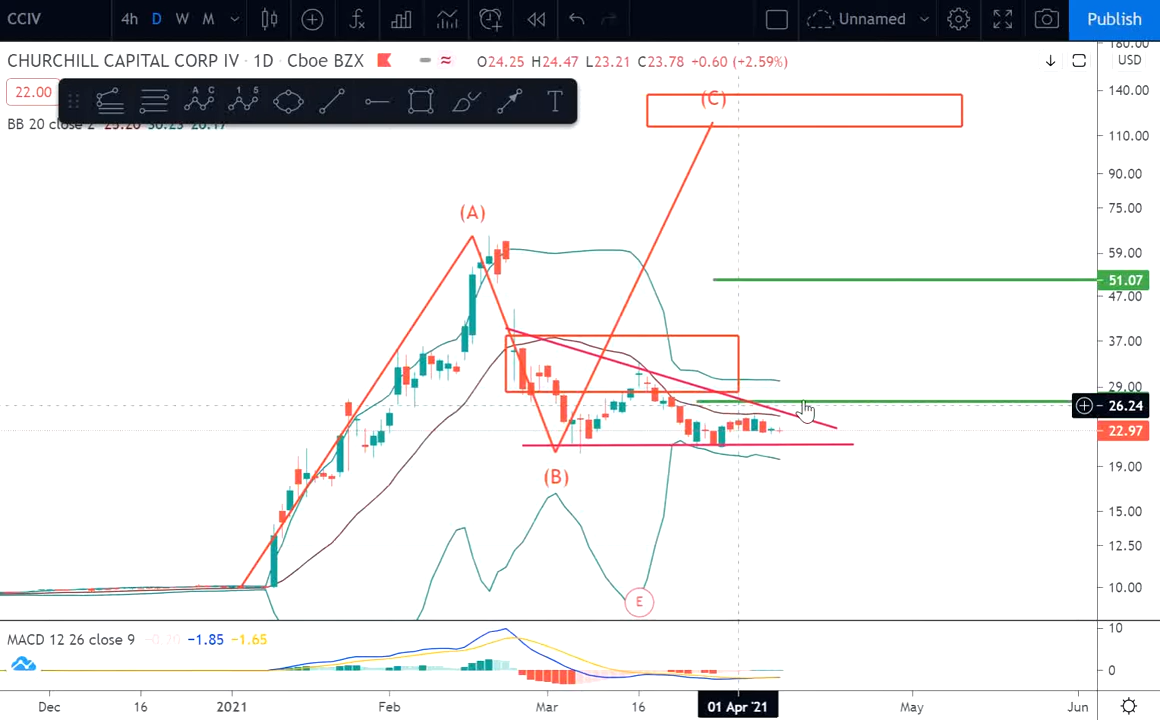 CCIV 4h D W M Unnamed Publish
CHURCHILL CAPITAL CORP IV · 1D · Cboe BZX O24.25 H24.47 L23.21 C23.78 +0.60 (+2.59%) USD
22.00
A C 1 5 T
BB 20 close 2
180.00
140.00
110.00
90.00
75.00
59.00
51.07
47.00
37.00
29.00
26.24
22.97
19.00
15.00
12.50
10.00
(C)
(A)
(B)
E
MACD 12 26 close 9 −1.85 −1.65
10
0
Dec 16 2021 Feb Mar 16 01 Apr '21 May Jun